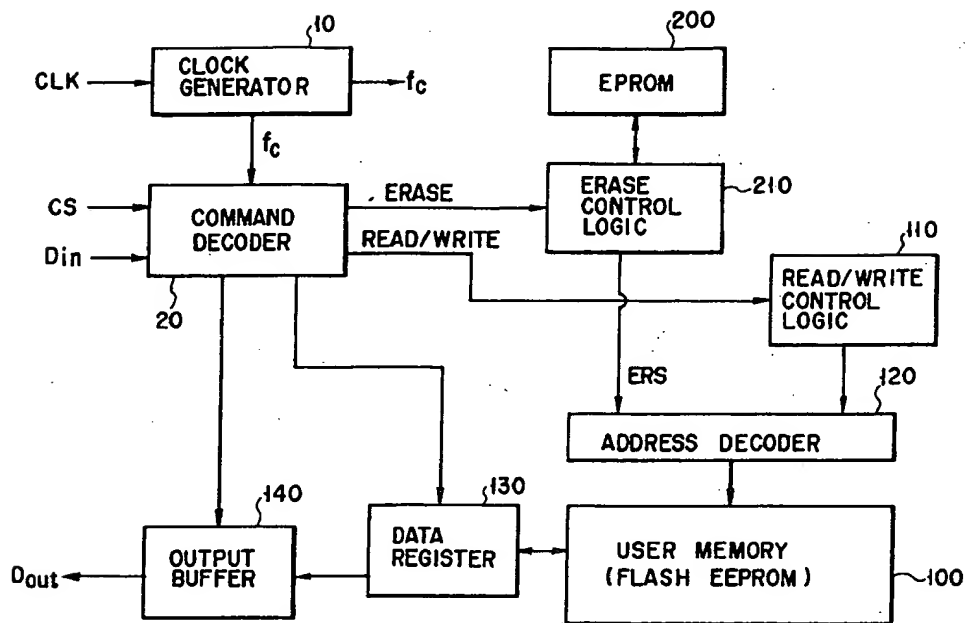 10
200
CLK
CLOCK
GENERATOR
fc
EPROM
fc
CS
Din
COMMAND
DECODER
20
ERASE
READ/WRITE
ERASE
CONTROL
LOGIC
210
110
READ/WRITE
CONTROL
LOGIC
ERS
120
ADDRESS DECODER
140
130
Dout
OUTPUT
BUFFER
DATA
REGISTER
USER MEMORY
(FLASH EEPROM)
100